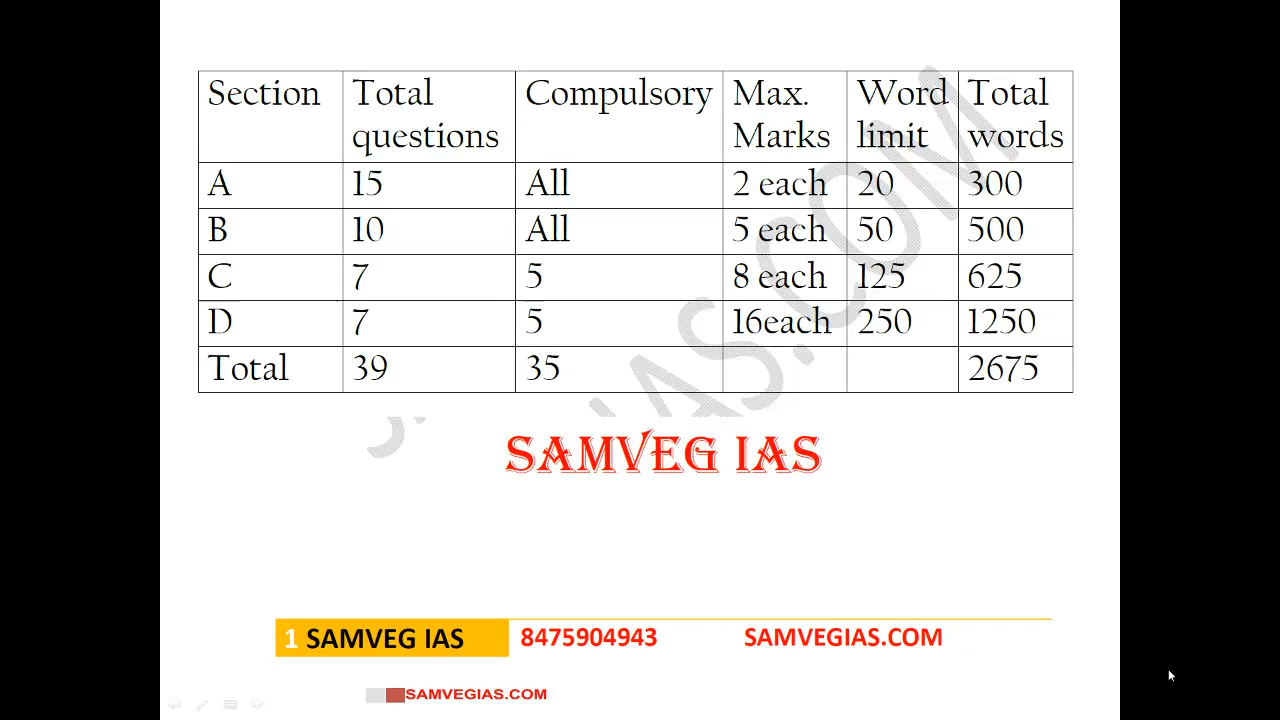 Section Total questions Compulsory Max. Marks Word limit Total words
A 15 All 2 each 20 300
B 10 All 5 each 50 500
C 7 5 8 each 125 625
D 7 5 16each 250 1250
Total 39 35 2675
SAMVEG IAS
1 SAMVEG IAS 8475904943 SAMVEGIAS.COM
SAMVEGIAS.COM